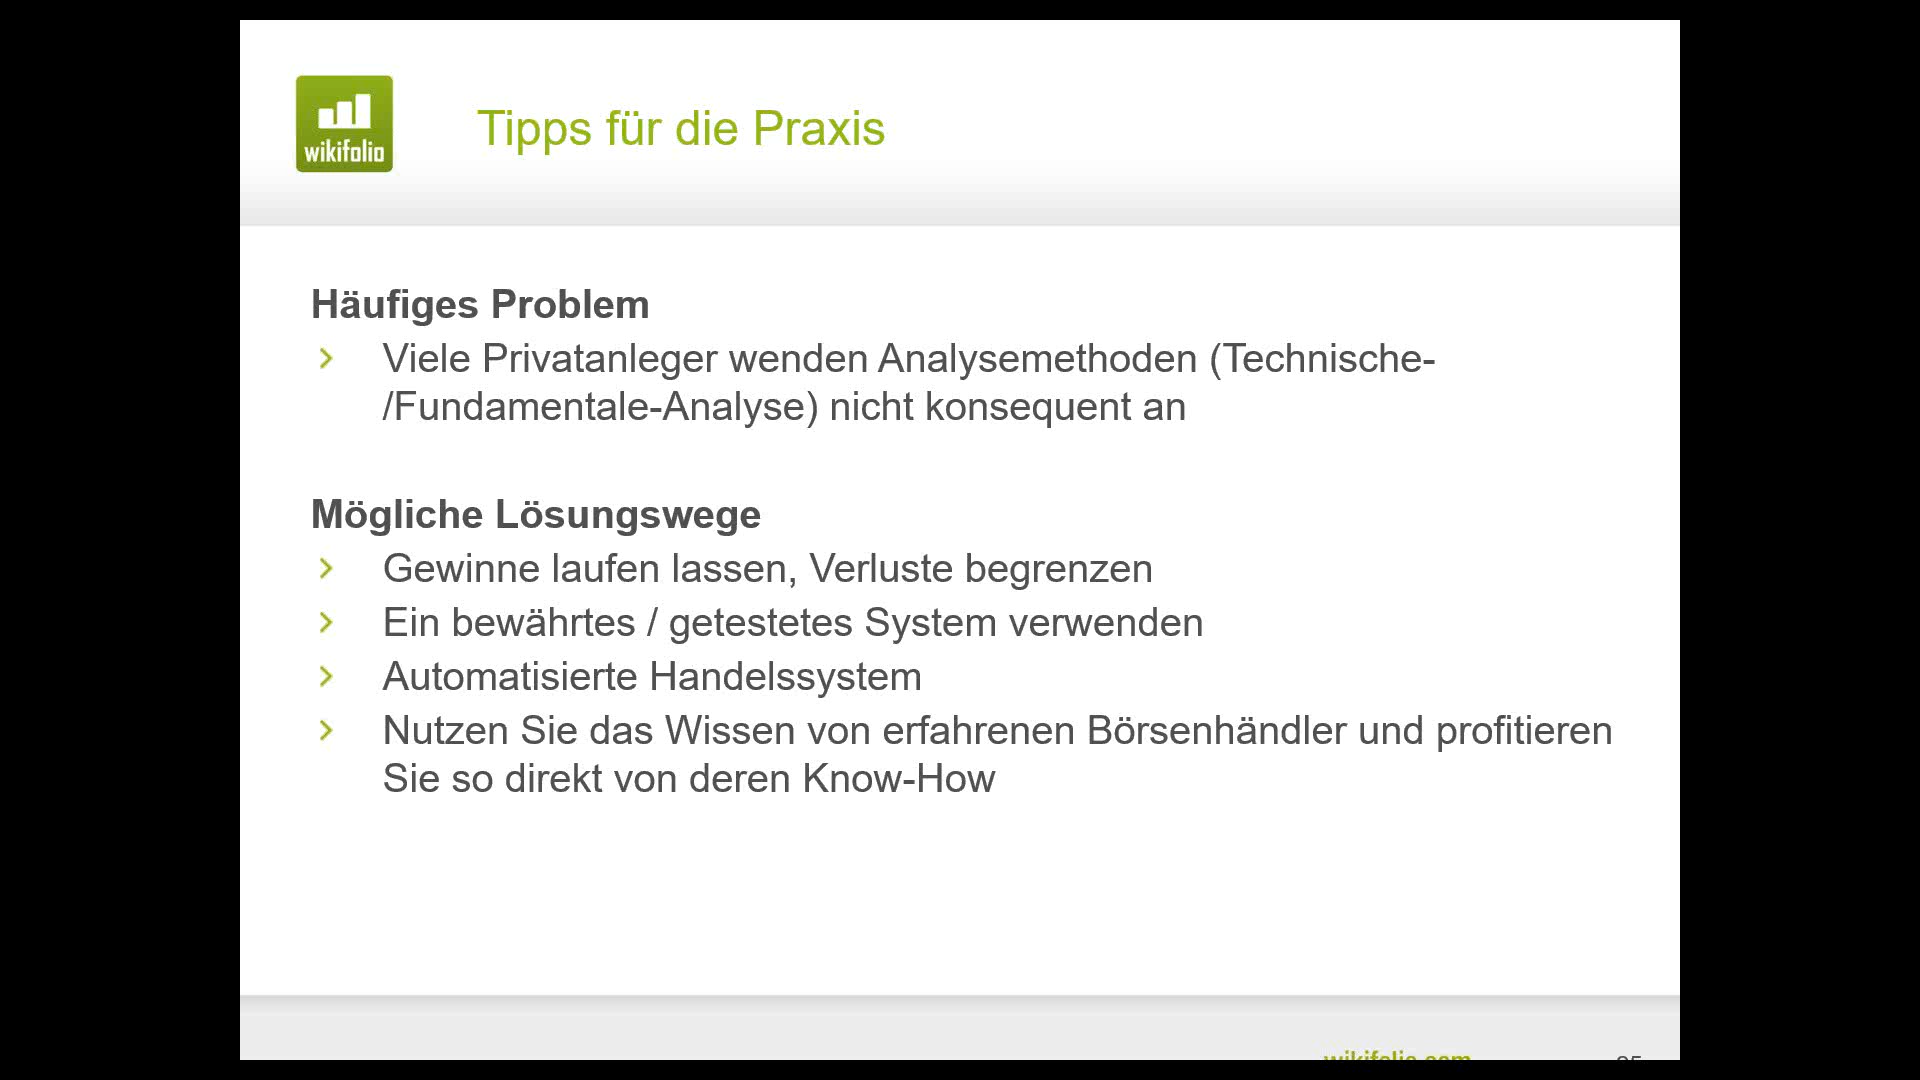 wikifolio
Tipps für die Praxis
Häufiges Problem
Viele Privatanleger wenden Analysemethoden (Technische-
/Fundamentale-Analyse) nicht konsequent an
Mögliche Lösungswege
Gewinne laufen lassen, Verluste begrenzen
Ein bewährtes / getestetes System verwenden
Automatisierte Handelssystem
Nutzen Sie das Wissen von erfahrenen Börsenhändler und profitieren
Sie so direkt von deren Know-How
wikifolio.com